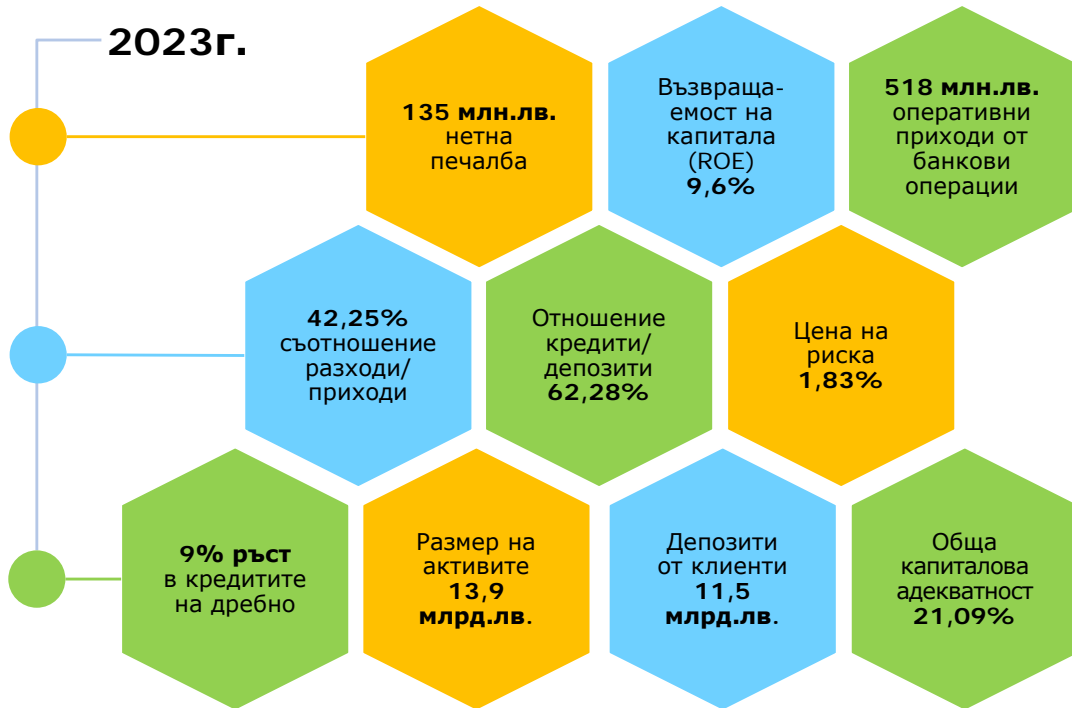 2023г.
135 млн.лв.
нетна
печалба
Възвраща-
емост на
капитала
(ROE)
9,6%
518 млн.лв.
оперативни
приходи от
банкови
операции
42,25%
съотношение
разходи/
приходи
Отношение
кредити/
депозити
62,28%
Цена на
риска
1,83%
9% ръст
в кредитите
на дребно
Размер на
активите
13,9
млрд.лв.
Депозити
от клиенти
11,5
млрд.лв.
Обща
капиталова
адекватност
21,09%